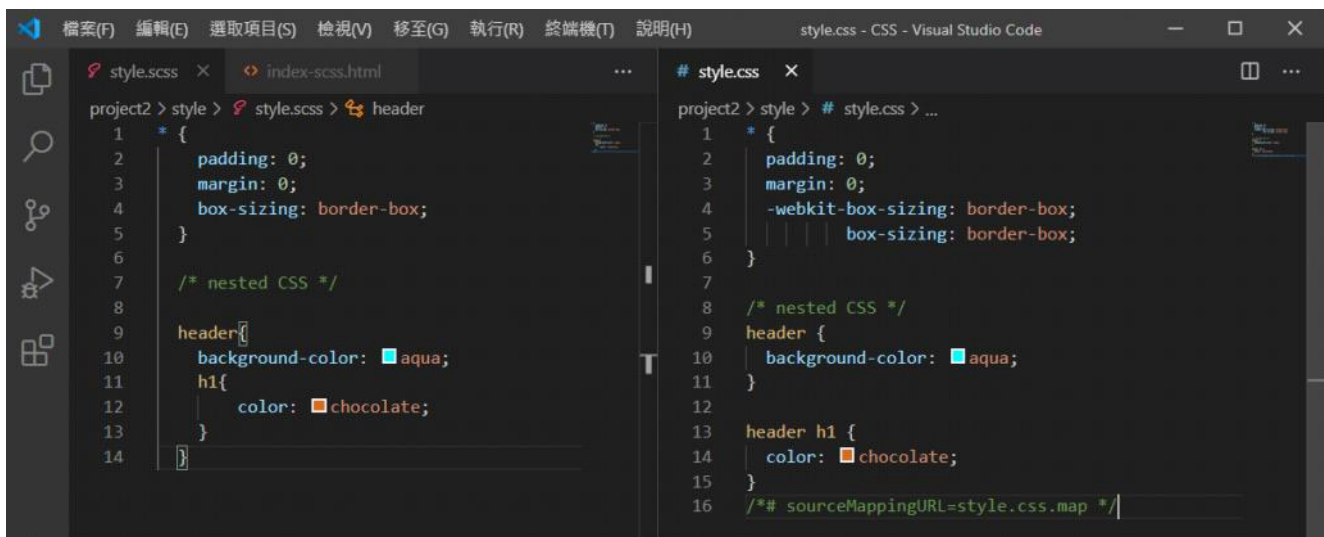 檔案(F) 編輯(E) 選取項目(S) 檢視(V) 移至(G) 執行(R) 終端機(T) 說明(H) style.css - CSS - Visual Studio Code
style.scss index-scss.html
project2 > style > style.scss > header
1 * {
2 padding: 0;
3 margin: 0;
4 box-sizing: border-box;
5 }
6
7 /* nested CSS */
8
9 header{
10 background-color: aqua;
11 h1{
12 color: chocolate;
13 }
14 }
# style.css
project2 > style > # style.css > ...
1 * {
2 padding: 0;
3 margin: 0;
4 -webkit-box-sizing: border-box;
5 box-sizing: border-box;
6 }
7
8 /* nested CSS */
9 header {
10 background-color: aqua;
11 }
12
13 header h1 {
14 color: chocolate;
15 }
16 /*# sourceMappingURL=style.css.map */